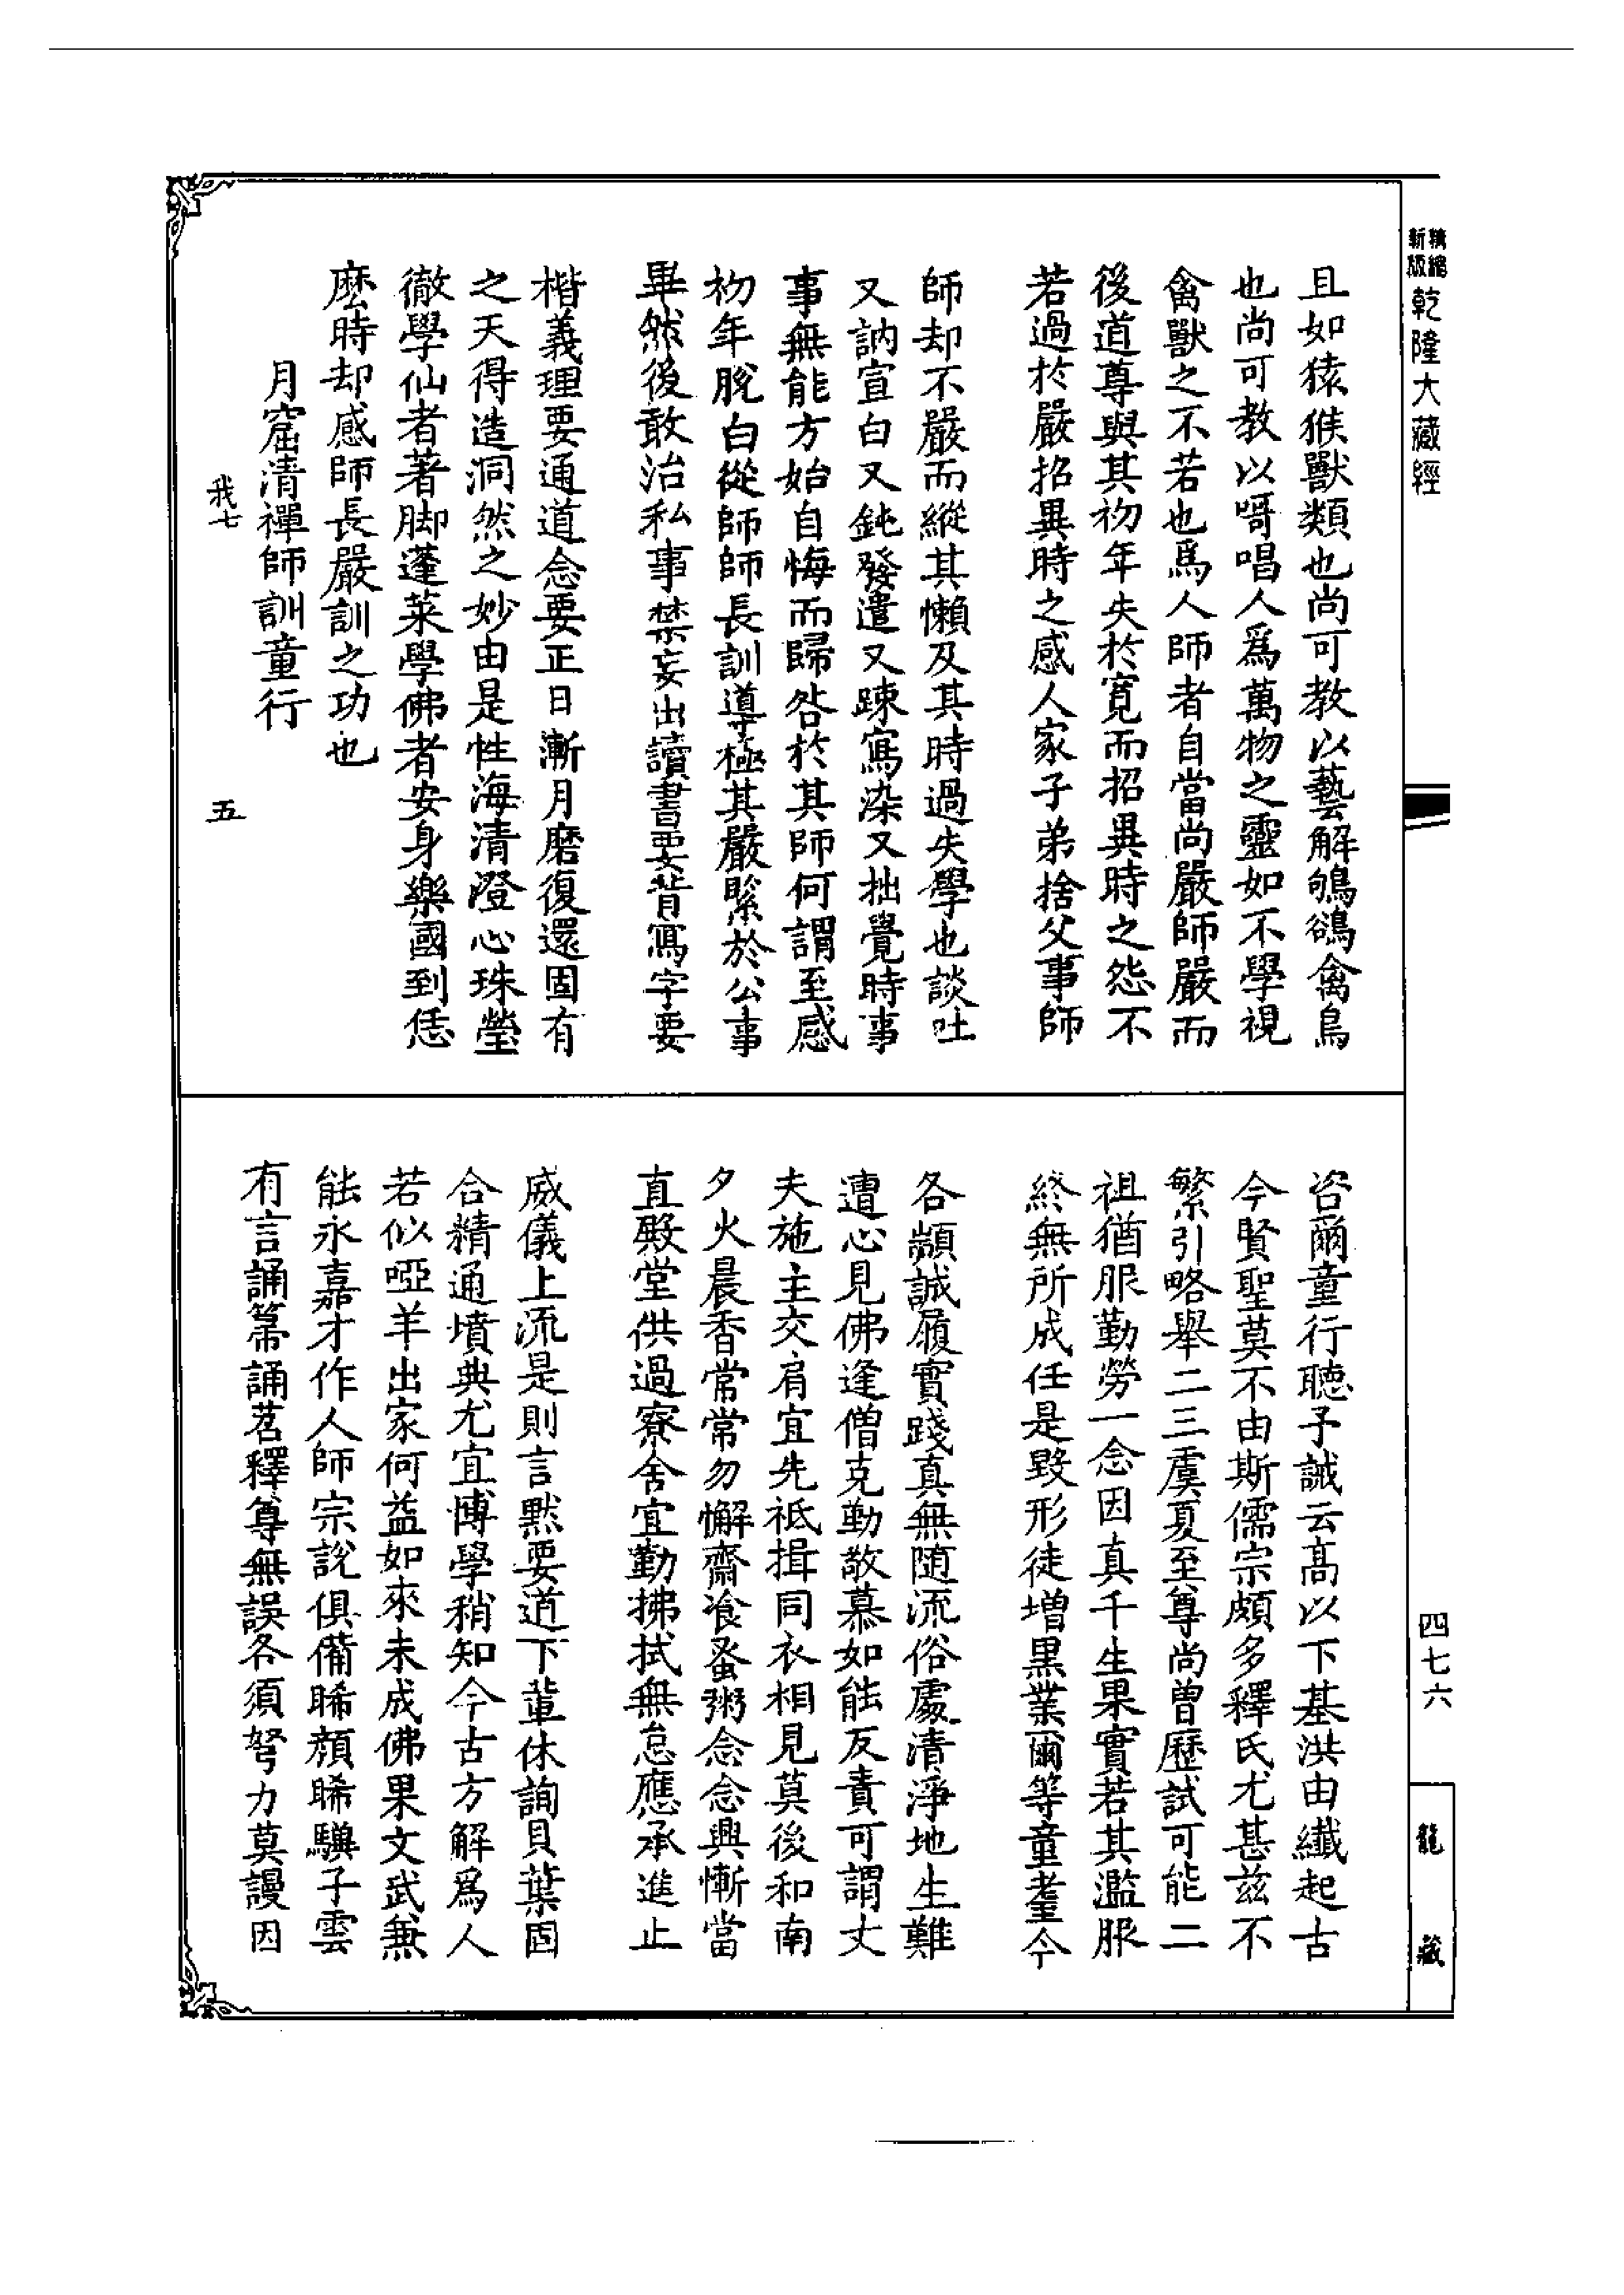 精縮新版乾隆大藏經
且如猿猴獸類也尚可教以藝解鴝鵒禽鳥
也尚可教以哥唱人爲萬物之靈如不學視
禽獸之不若也爲人師者自當尚嚴師嚴而
後道尊與其初年失於寬而招異時之怨不
若過於嚴招異時之感人家子弟捨父事師
師却不嚴而縱其懶及其時過失學也談吐
又訥宣白又鈍發遣又踈寫染又拙覺時事
事無能方始自悔而歸咎於其師何謂至感
初年脫白從師師長訓導極其嚴緊於公事
畢然後敢治私事禁妄出讀書要背寫字要
楷義理要通道念要正日漸月磨復還固有
之天得造洞然之妙由是性海清澄心珠瑩
徹學仙者著脚蓬萊學佛者安身樂國到恁
麽時却感師長嚴訓之功也
月窟清禪師訓童行
我七
五
咨爾童行聽予誡云高以下基洪由纖起古
今賢聖莫不由斯儒宗頗多釋氏尤甚茲不
繁引略舉二三虞夏至尊尚曾歷試可能二
祖猶服勤勞一念因真千生果實若其濫服
終無所成任是毀形徒增黑業爾等童耋今
各顓誠履實踐真無隨流俗處清淨地生難
遭心見佛逢僧克勤敬慕如能反責可謂丈
夫施主交肩宜先祗揖同衣相見莫後和南
夕火晨香常常勿懈齋飡蚤粥念念興慚當
直殿堂供過寮舍宜勤拂拭無怠應承進止
威儀上流是則言默要道下輩休詢貝葉固
合精通墳典尤宜博學稍知今古方解爲人
若似啞羊出家何益如來未成佛果文武兼
能永嘉才作人師宗說俱備睎顏睎驥子雲
有言誦箒誦苕釋尊無誤各須努力莫謾因
四七六
龍藏